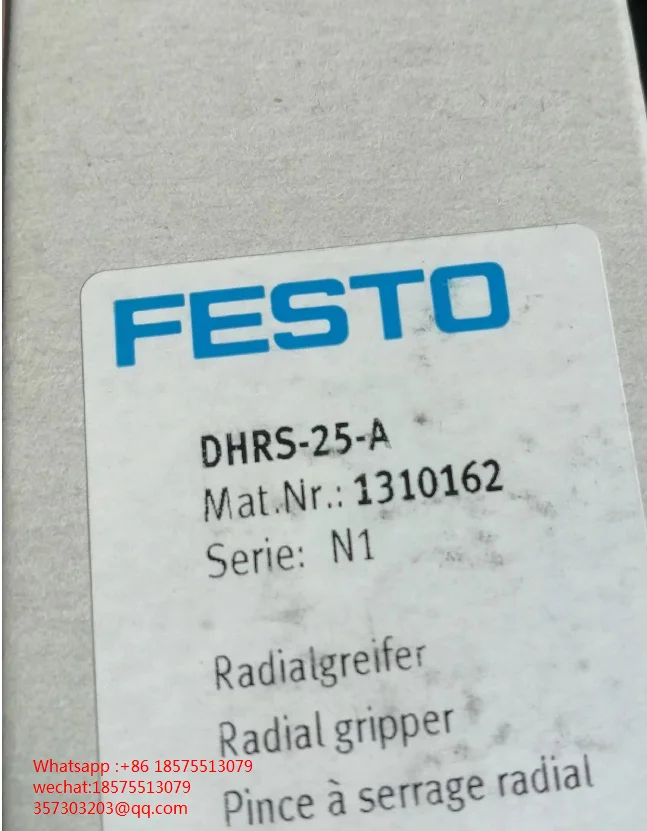 FESTO
DHRS-25-A
Mat.Nr.: 1310162
Serie: N1
Radialgreifer
Radial gripper
Pince à serrage radial
Whatsapp :+86 18575513079
wechat:18575513079
357303203@qq.com